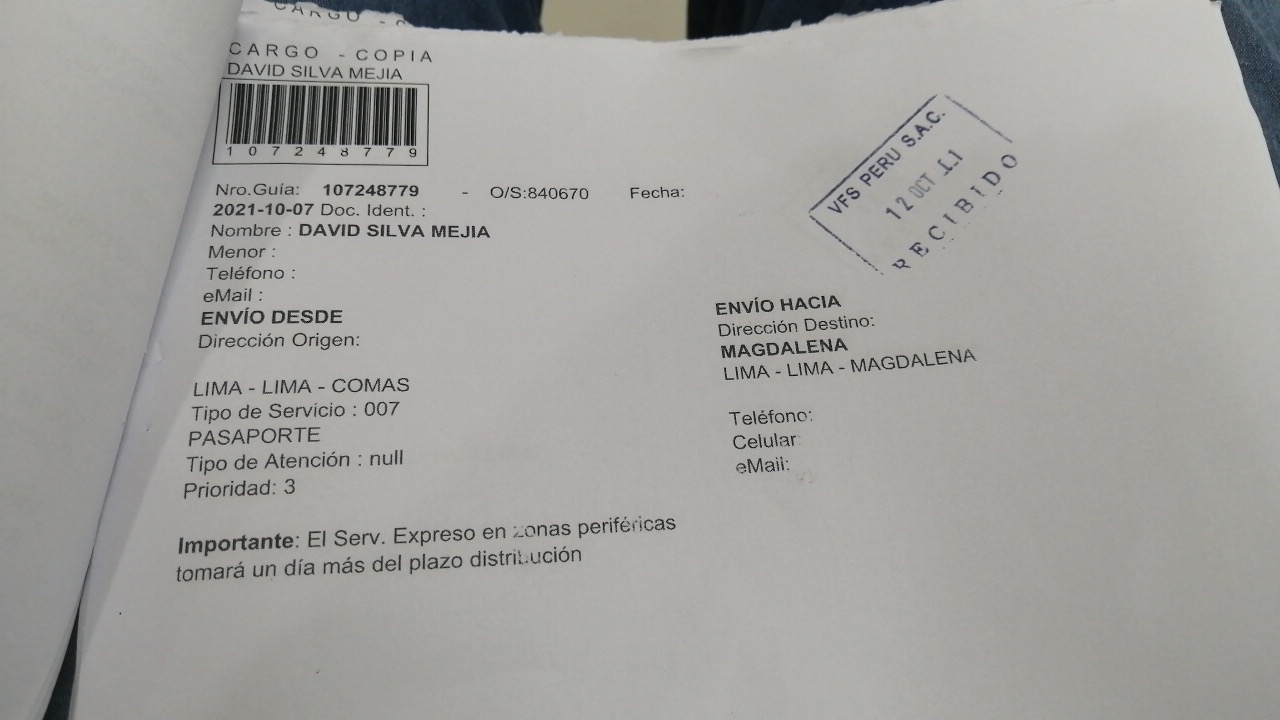 CARGO - COPIA
DAVID SILVA MEJIA
107248779
Nro.Guía: 107248779 - O/S:840670 Fecha:
2021-10-07 Doc. Ident. :
Nombre : DAVID SILVA MEJIA
Menor :
Teléfono :
eMail :
ENVÍO DESDE
Dirección Origen:
LIMA - LIMA - COMAS
Tipo de Servicio : 007
PASAPORTE
Tipo de Atención : null
Prioridad: 3
Importante: El Serv. Expreso en zonas periféricas
tomará un día más del plazo distribución
VFS PERU S.A.C.
12 OCT
RECIBIDO
ENVÍO HACIA
Dirección Destino:
MAGDALENA
LIMA - LIMA - MAGDALENA
Teléfono:
Celular:
eMail: